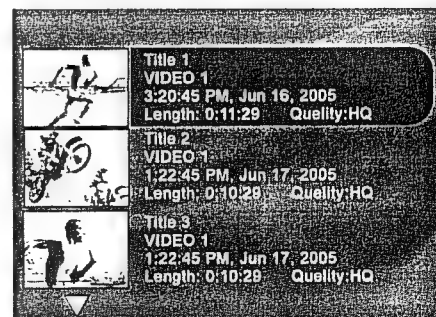 Title 1
VIDEO 1
3:20:45 PM, Jun 16, 2005
Length: 0:11:29 Quelity:HQ
Title 2
VIDEO 1
1:22:45 PM, Jun 17, 2005
Length: 0:10:29 Quelity:HQ
Title 3
VIDEO 1
1:22:45 PM, Jun 17, 2005
Length: 0:10:29 Quelity:HQ